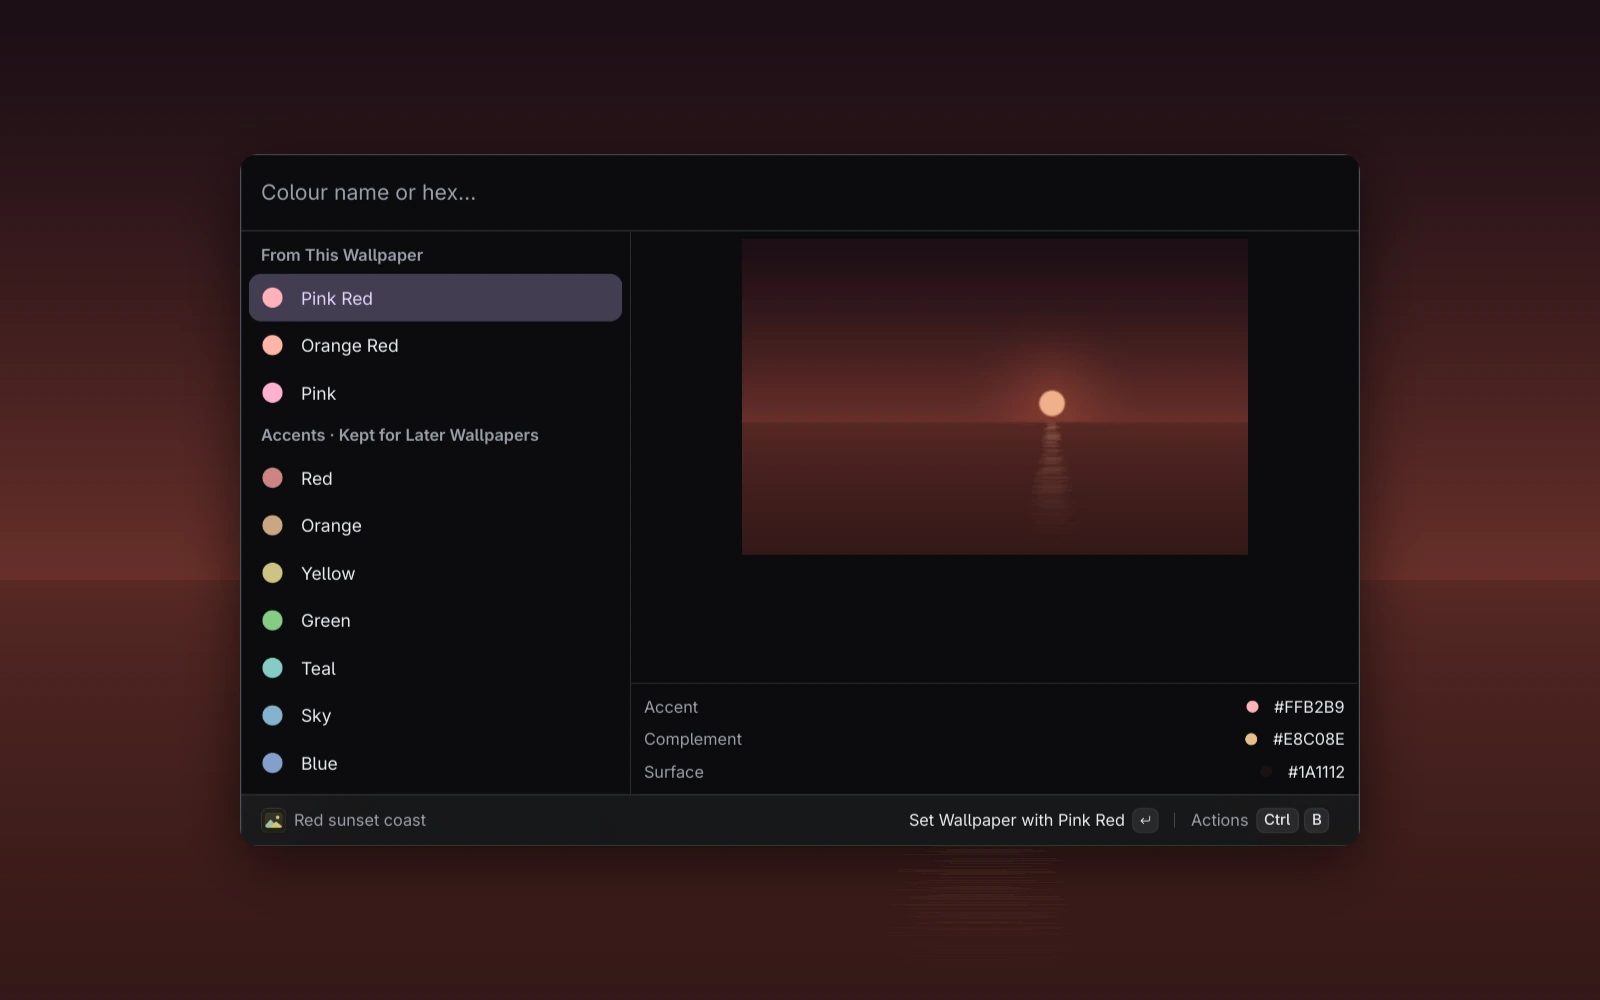 Colour name or hex...
From This Wallpaper
Pink Red
Orange Red
Pink
Accents · Kept for Later Wallpapers
Red
Orange
Yellow
Green
Teal
Sky
Blue
Accent #FFB2B9
Complement #E8C08E
Surface #1A1112
Red sunset coast
Set Wallpaper with Pink Red ↵ Actions Ctrl B